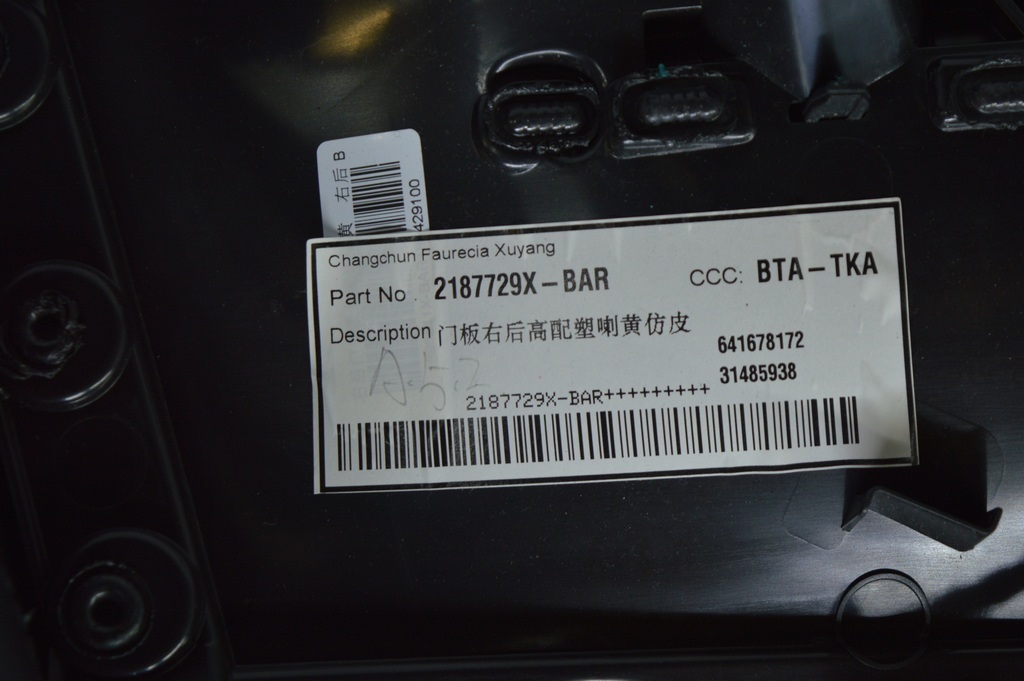 右后 B
黄
429100
Changchun Faurecia Xuyang
Part No . 2187729X-BAR CCC: BTA-TKA
Description 门板右后高配塑喇黄仿皮
641678172
31485938
2187729X-BAR+++++++++